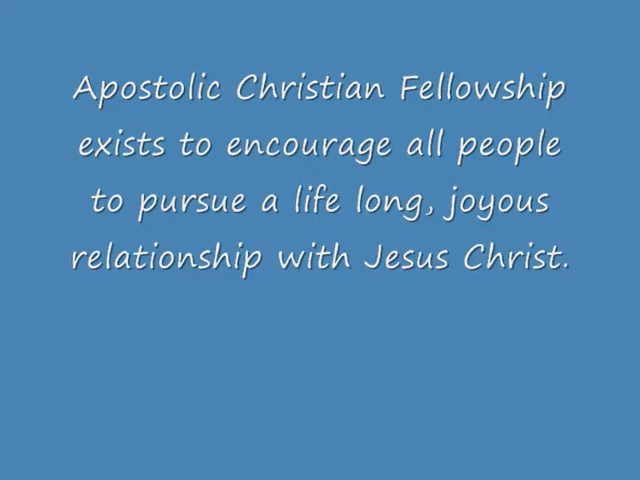 Apostolic Christian Fellowship
exists to encourage all people
to pursue a life long, joyous
relationship with Jesus Christ.